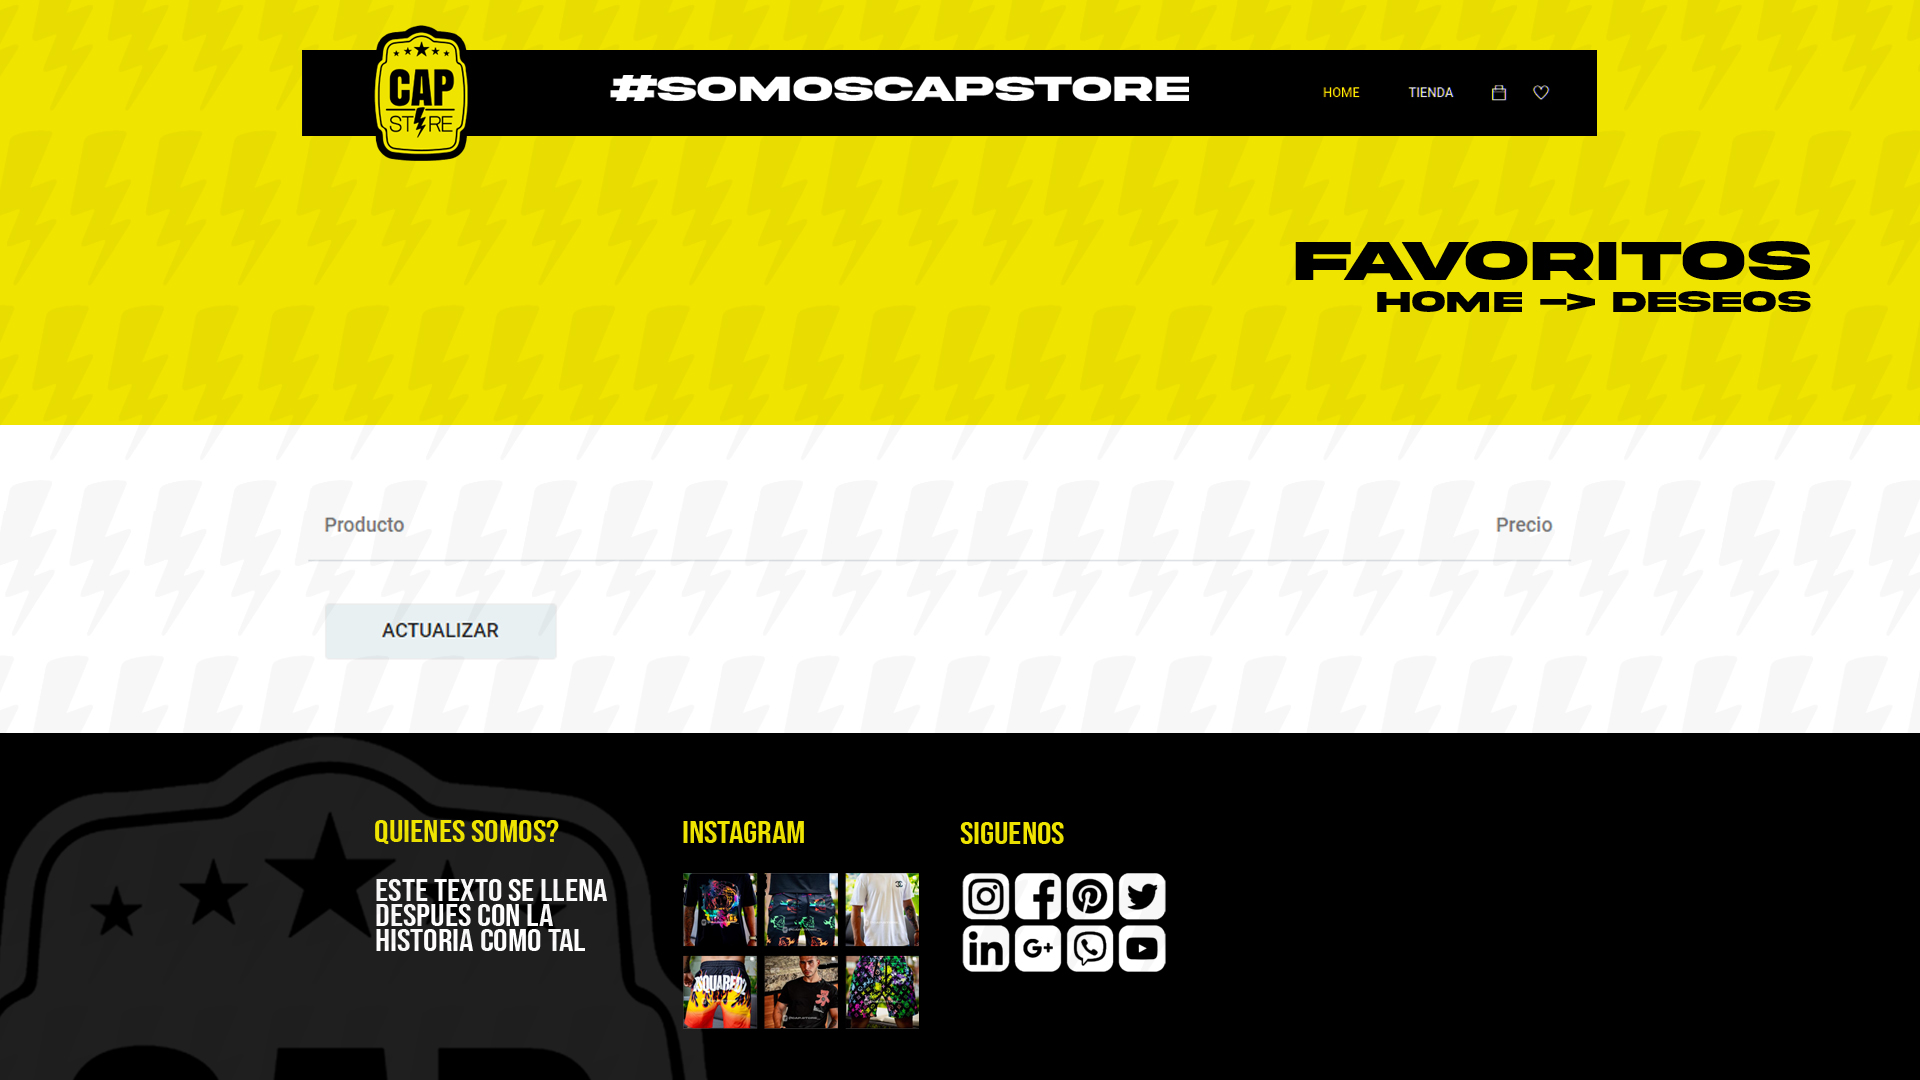 CAP
STORE
#SOMOSCAPSTORE
HOME
TIENDA
FAVORITOS
HOME —> DESEOS
Producto
Precio
ACTUALIZAR
QUIENES SOMOS?
ESTE TEXTO SE LLENA
DESPUES CON LA
HISTORIA COMO TAL
INSTAGRAM
SIGUENOS